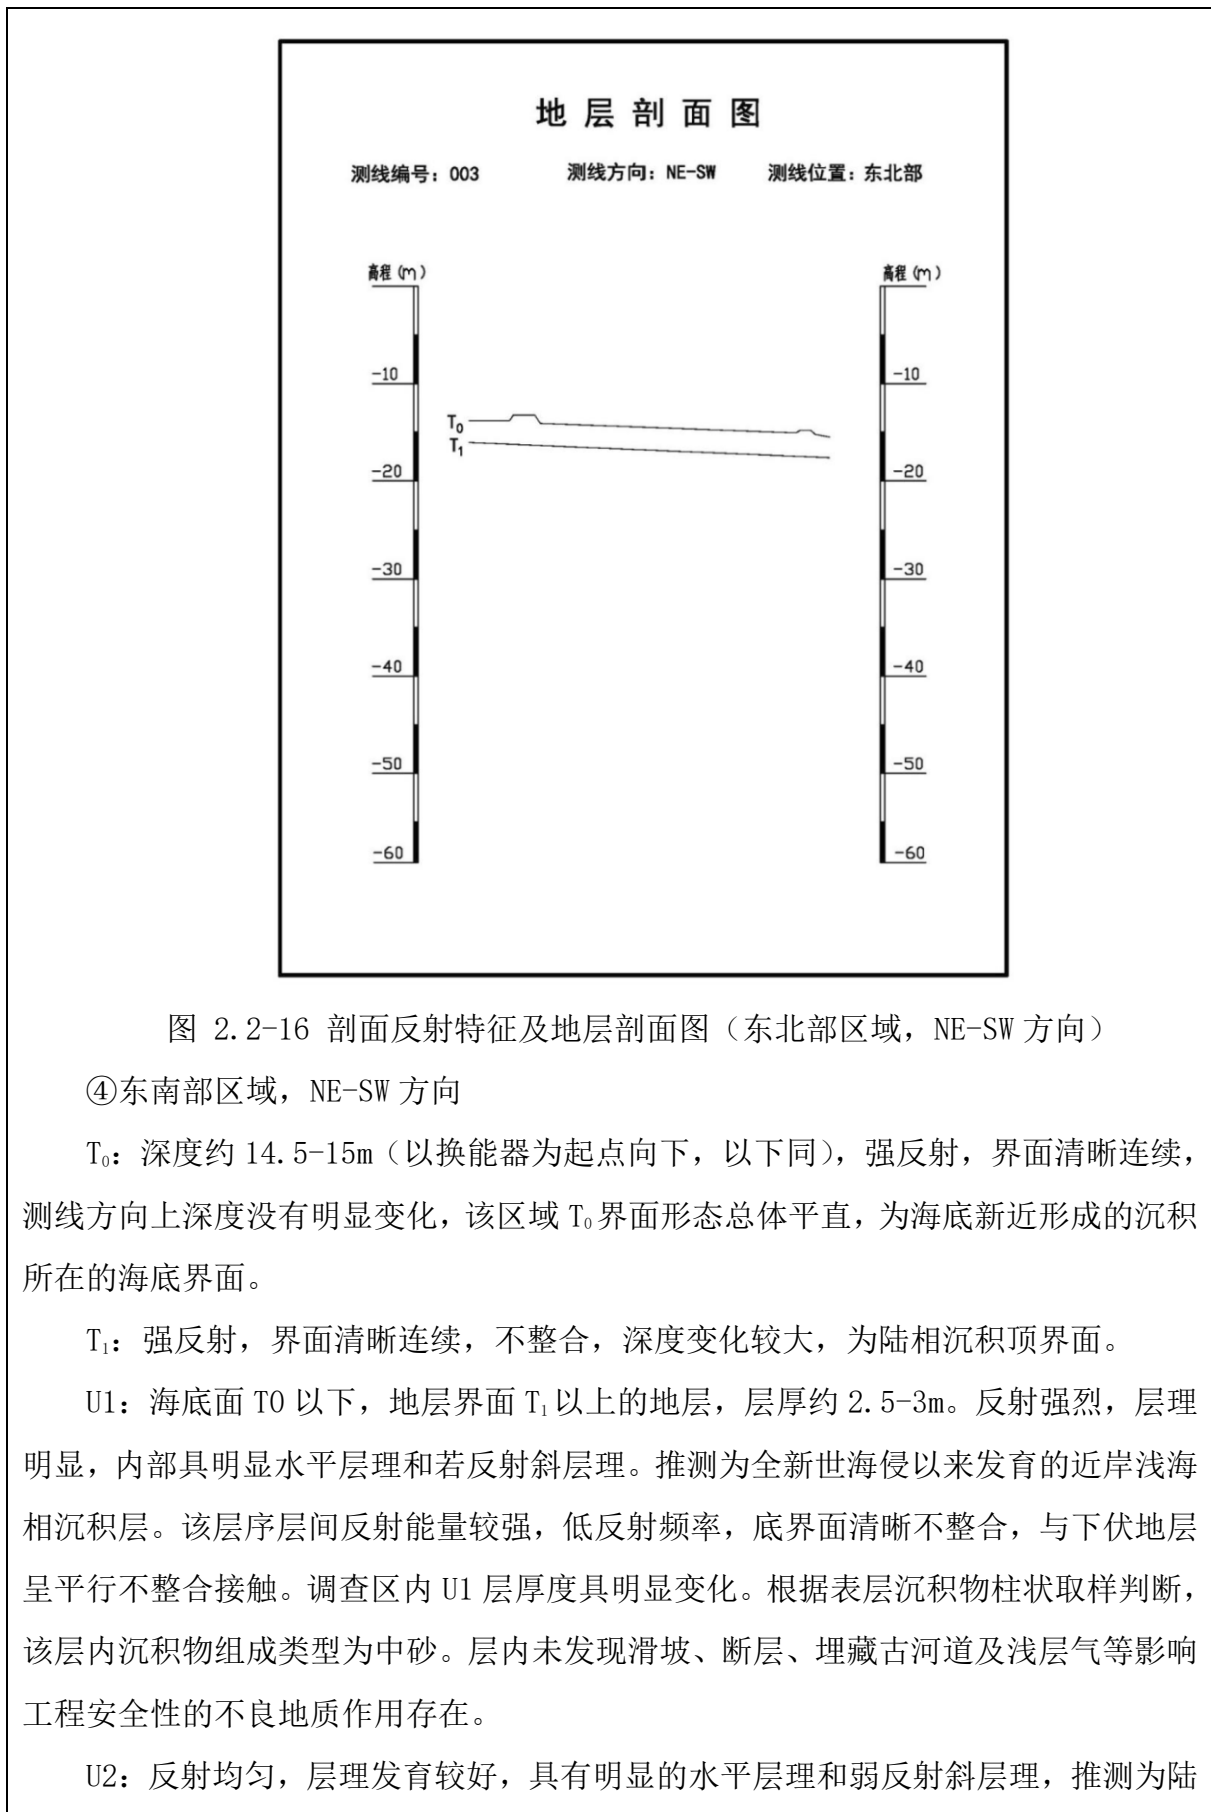 地层剖面图
测线编号：003 测线方向：NE-SW 测线位置：东北部
高程(m) 高程(m)
-10 -10
T₀
T₁
-20 -20
-30 -30
-40 -40
-50 -50
-60 -60
图 2.2-16 剖面反射特征及地层剖面图（东北部区域，NE-SW 方向）
④东南部区域，NE-SW 方向
T₀：深度约 14.5-15m（以换能器为起点向下，以下同），强反射，界面清晰连续，
测线方向上深度没有明显变化，该区域 T₀界面形态总体平直，为海底新近形成的沉积
所在的海底界面。
T₁：强反射，界面清晰连续，不整合，深度变化较大，为陆相沉积顶界面。
U1：海底面 T0 以下，地层界面 T₁以上的地层，层厚约 2.5-3m。反射强烈，层理
明显，内部具明显水平层理和若反射斜层理。推测为全新世海侵以来发育的近岸浅海
相沉积层。该层序层间反射能量较强，低反射频率，底界面清晰不整合，与下伏地层
呈平行不整合接触。调查区内 U1 层厚度具明显变化。根据表层沉积物柱状取样判断，
该层内沉积物组成类型为中砂。层内未发现滑坡、断层、埋藏古河道及浅层气等影响
工程安全性的不良地质作用存在。
U2：反射均匀，层理发育较好，具有明显的水平层理和弱反射斜层理，推测为陆